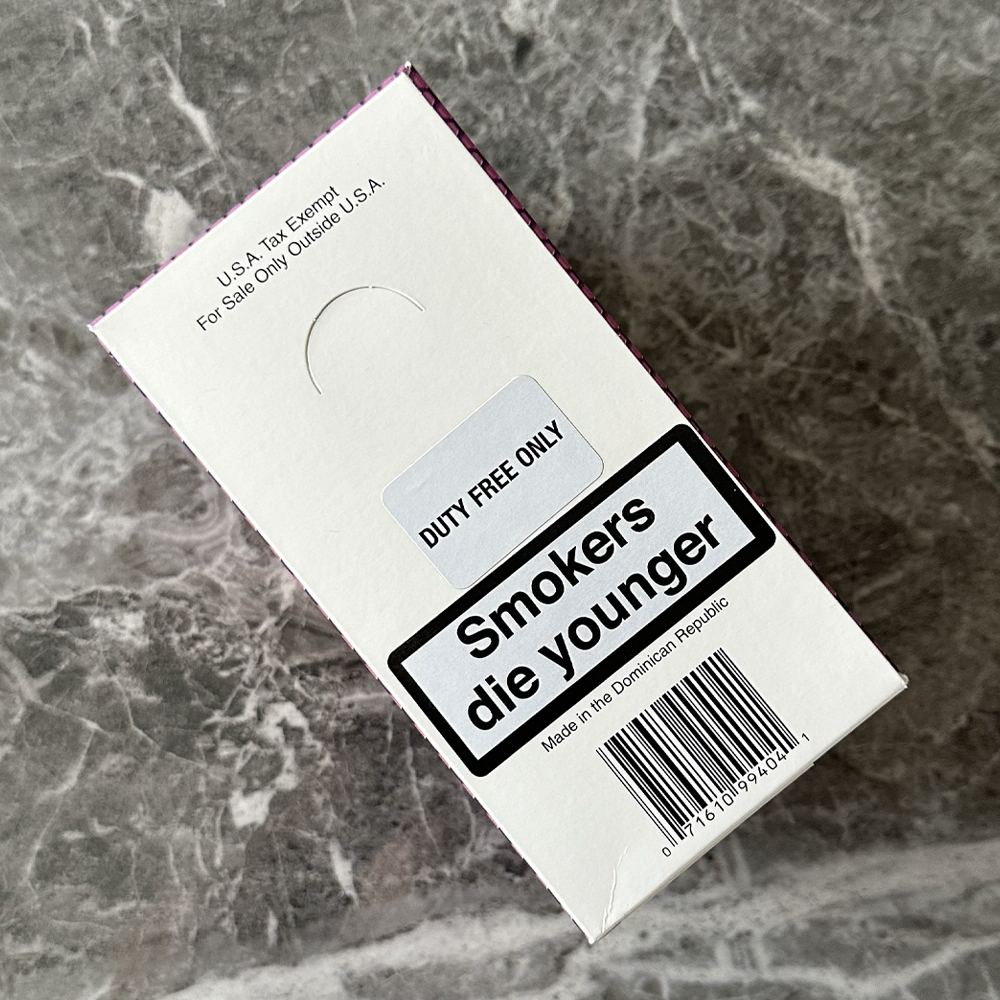 U.S.A. Tax Exempt
For Sale Only Outside U.S.A.
DUTY FREE ONLY
Smokers
die younger
Made in the Dominican Republic
0 71610 99404 1